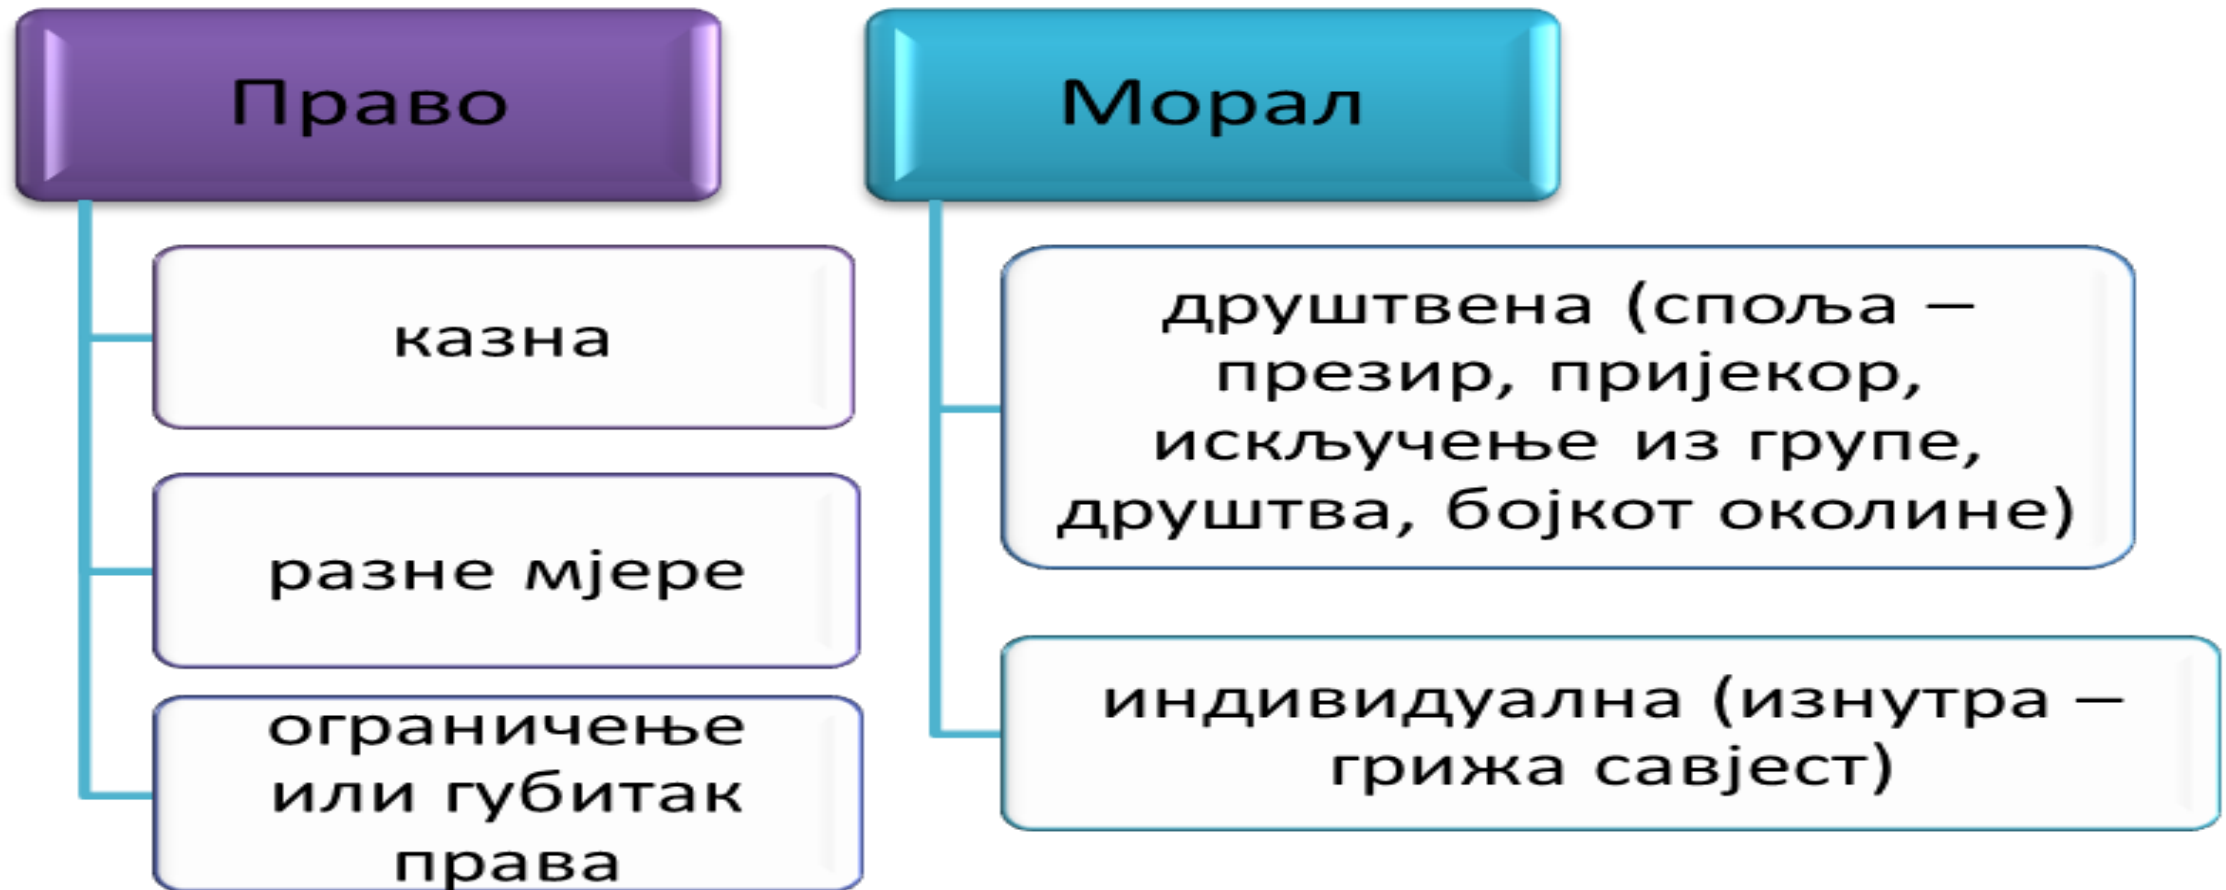 Право
казна
разне мјере
ограничење
или губитак
права
Морал
друштвена (споља –
презир, пријекор,
искључење из групе,
друштва, бојкот околине)
индивидуална (изнутра –
грижа савјест)